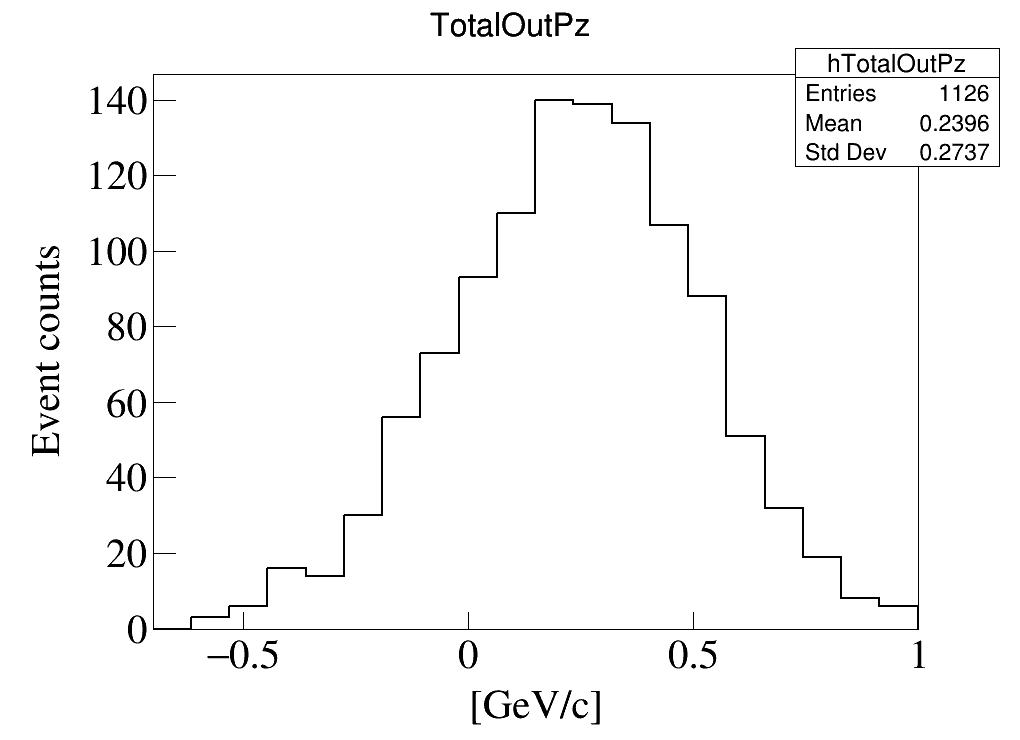 TotalOutPz
hTotalOutPz
Entries 1126
Mean 0.2396
Std Dev 0.2737
140
120
100
80
60
40
20
0
Event counts
−0.5 0 0.5 1
[GeV/c]